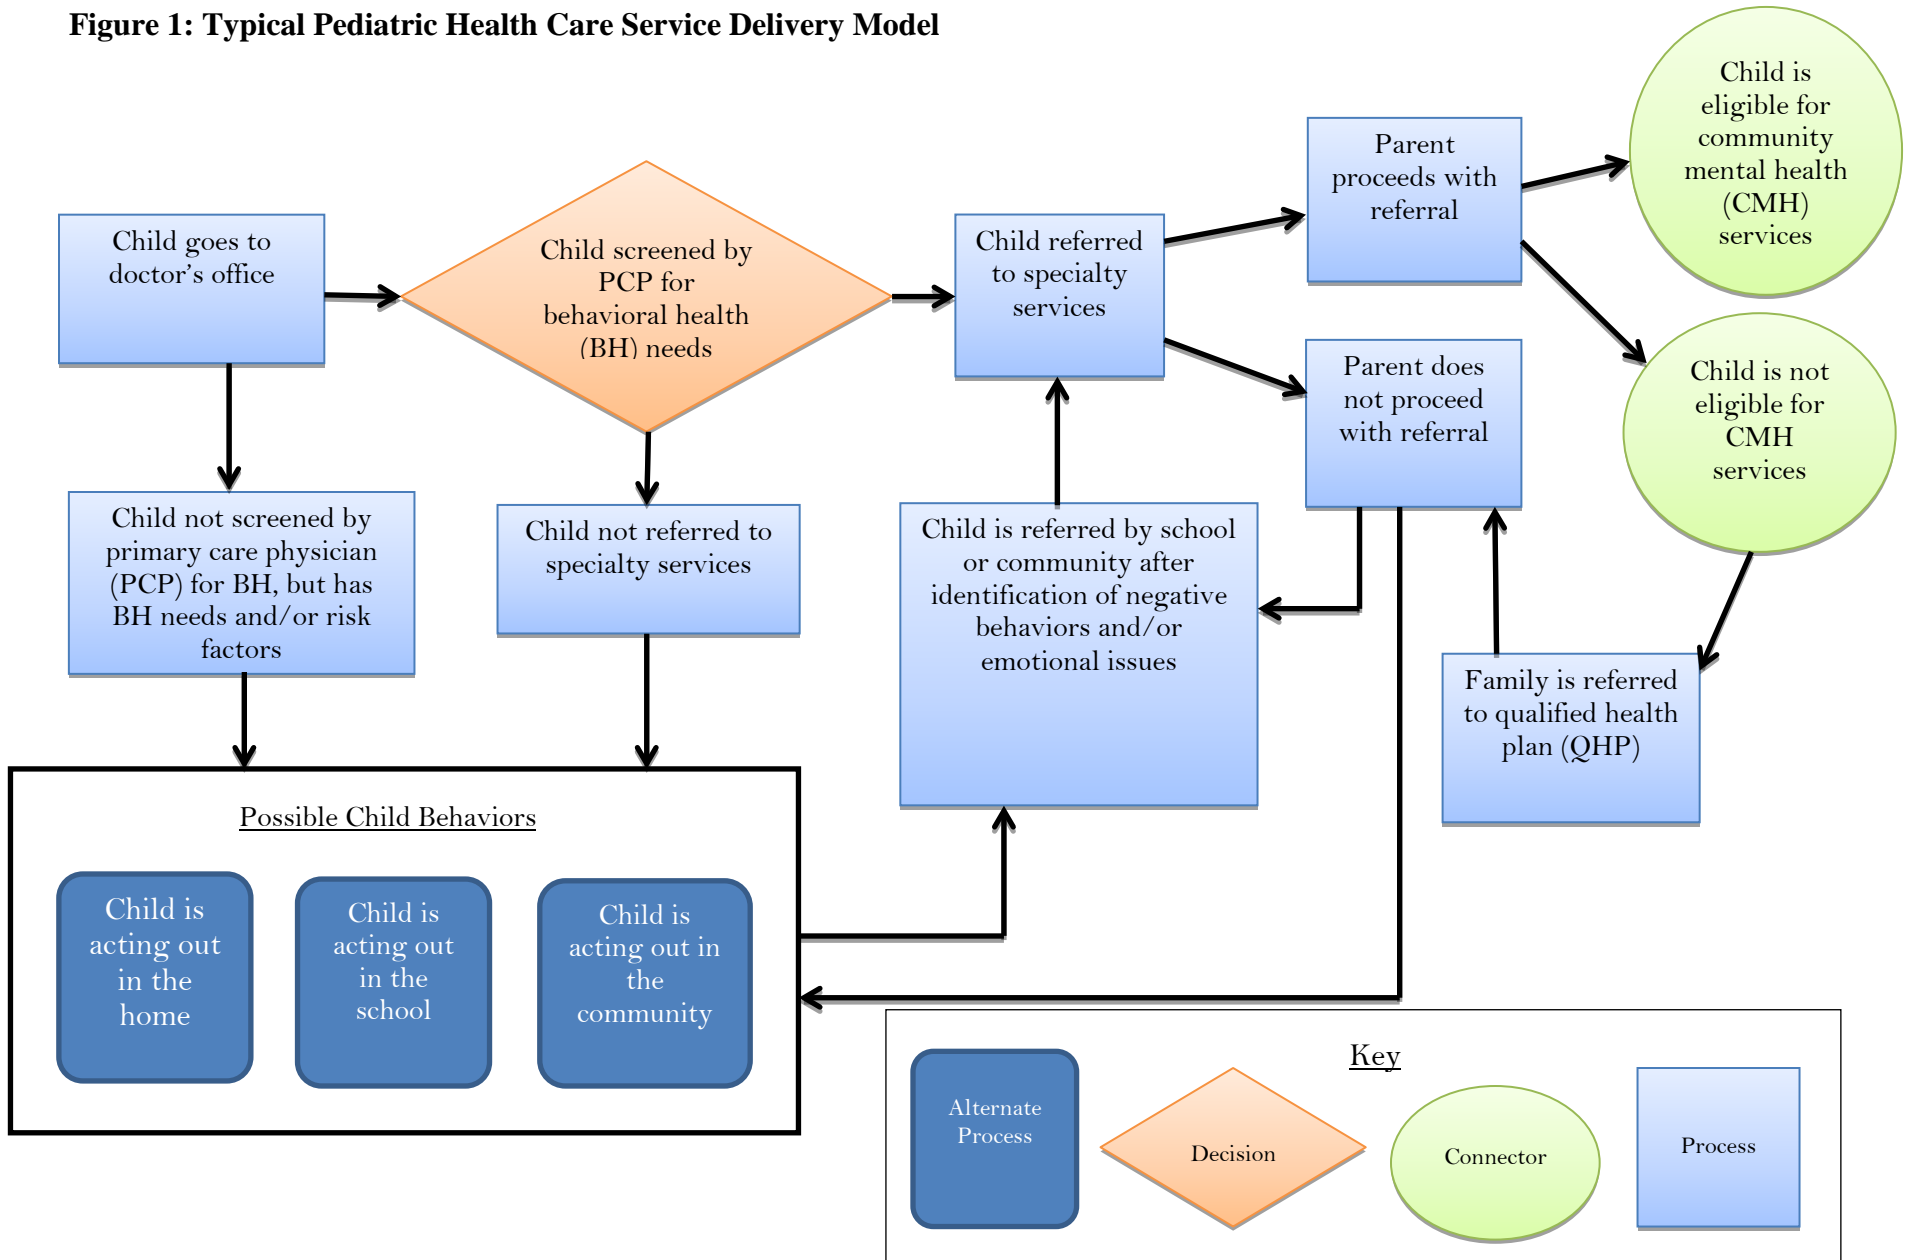 Figure 1: Typical Pediatric Health Care Service Delivery Model
Child goes to
doctor's office
Child screened by
PCP for
behavioral health
(BH) needs
Child referred
to specialty
services
Parent
proceeds with
referral
Child is
eligible for
community
mental health
(CMH)
services
Parent does
not proceed
with referral
Child is not
eligible for
CMH
services
Child not screened by
primary care physician
(PCP) for BH, but has
BH needs and/or risk
factors
Child not referred to
specialty services
Child is referred by school
or community after
identification of negative
behaviors and/or
emotional issues
Family is referred
to qualified health
plan (QHP)
Possible Child Behaviors
Child is
acting out
in the
home
Child is
acting out
in the
school
Child is
acting out in
the
community
Key
Alternate
Process
Decision
Connector
Process